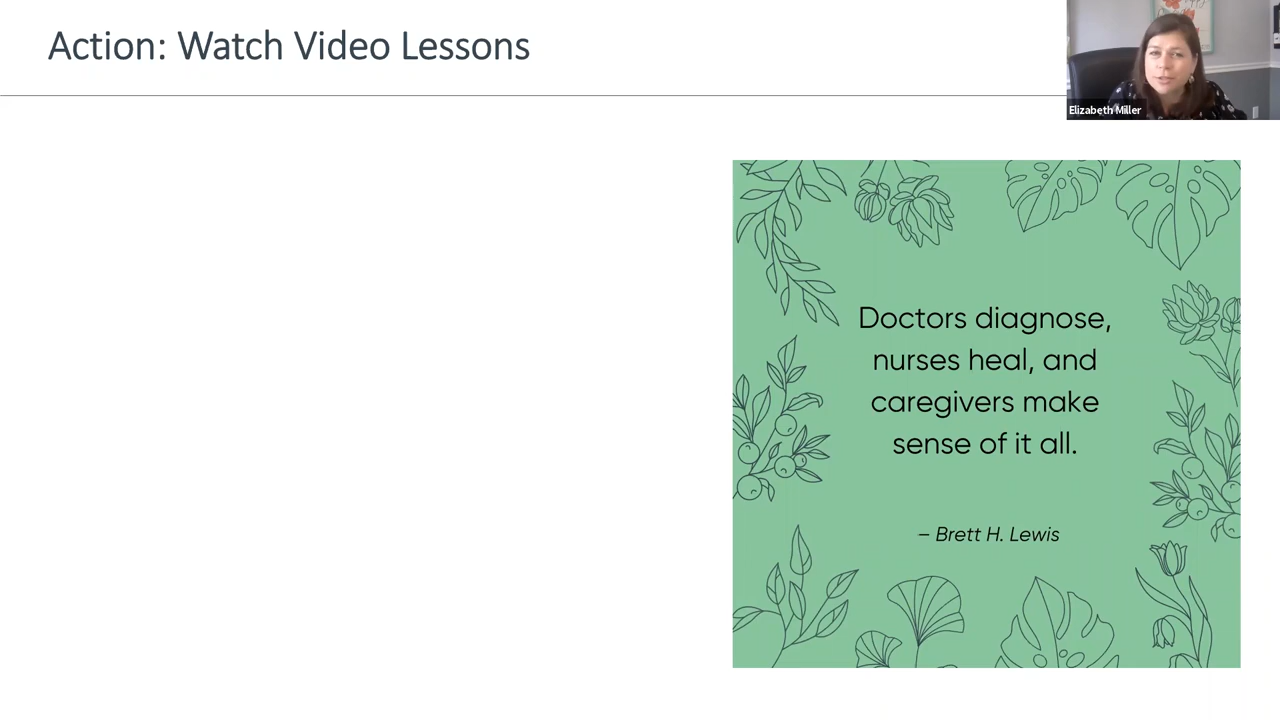 Action: Watch Video Lessons
Elizabeth Miller
Doctors diagnose,
nurses heal, and
caregivers make
sense of it all.
– Brett H. Lewis